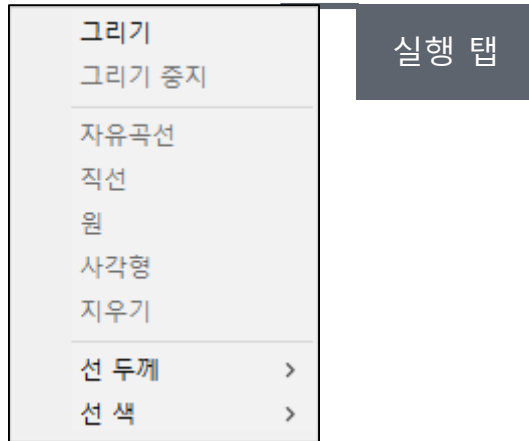 그리기
그리기 중지
자유곡선
직선
원
사각형
지우기
선 두께
선 색
실행 탭